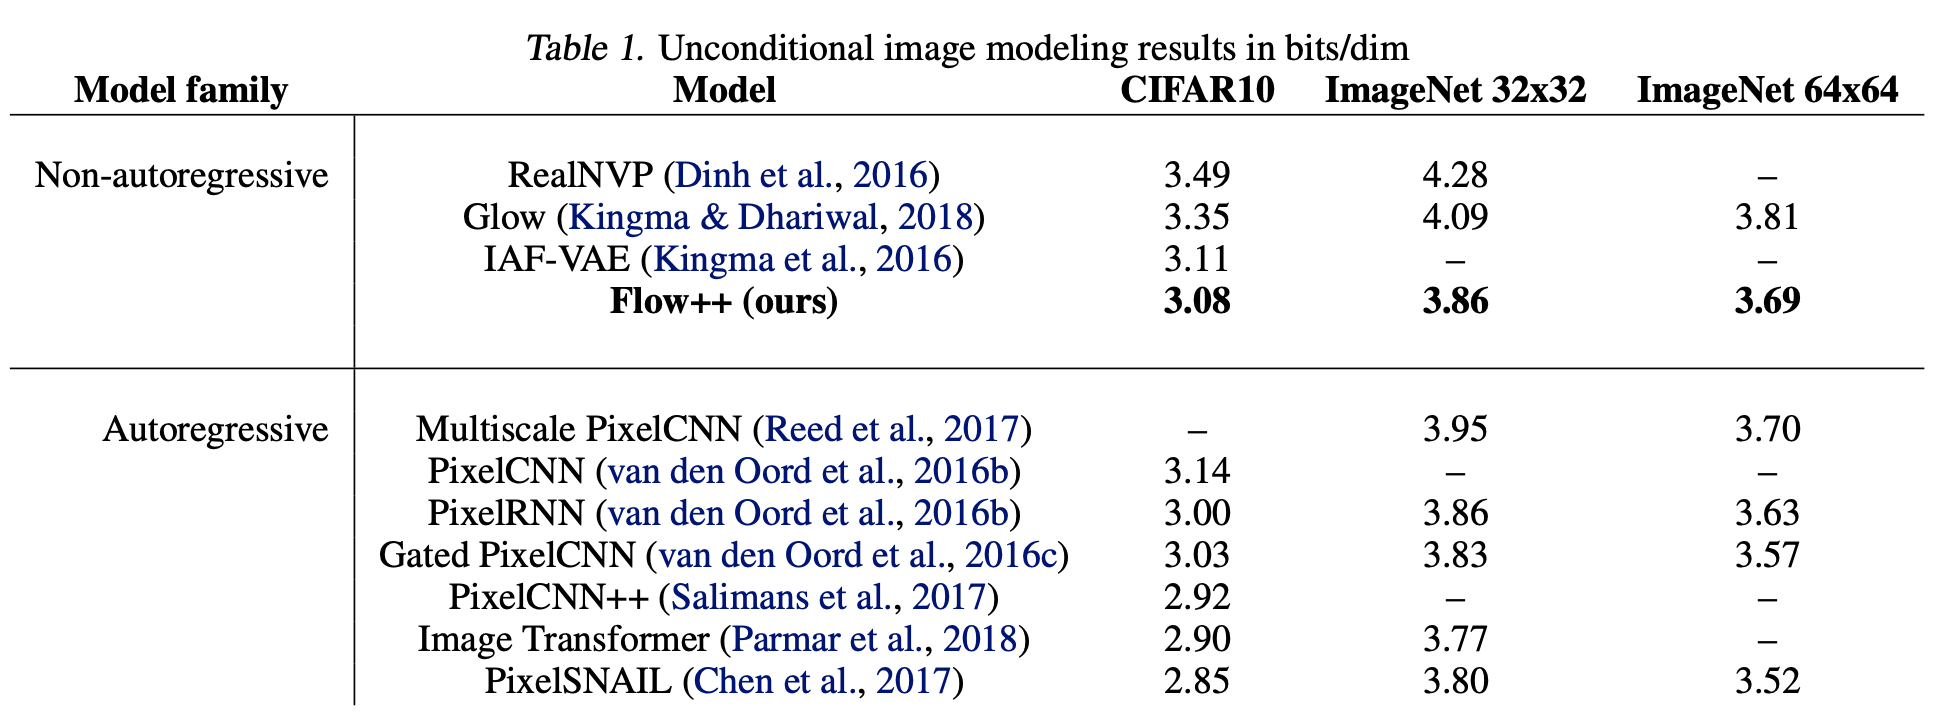 Table 1. Unconditional image modeling results in bits/dim
Model family Model CIFAR10 ImageNet 32x32 ImageNet 64x64
Non-autoregressive RealNVP (Dinh et al., 2016) 3.49 4.28 –
Glow (Kingma & Dhariwal, 2018) 3.35 4.09 3.81
IAF-VAE (Kingma et al., 2016) 3.11 – –
Flow++ (ours) 3.08 3.86 3.69
Autoregressive Multiscale PixelCNN (Reed et al., 2017) – 3.95 3.70
PixelCNN (van den Oord et al., 2016b) 3.14 – –
PixelRNN (van den Oord et al., 2016b) 3.00 3.86 3.63
Gated PixelCNN (van den Oord et al., 2016c) 3.03 3.83 3.57
PixelCNN++ (Salimans et al., 2017) 2.92 – –
Image Transformer (Parmar et al., 2018) 2.90 3.77 –
PixelSNAIL (Chen et al., 2017) 2.85 3.80 3.52